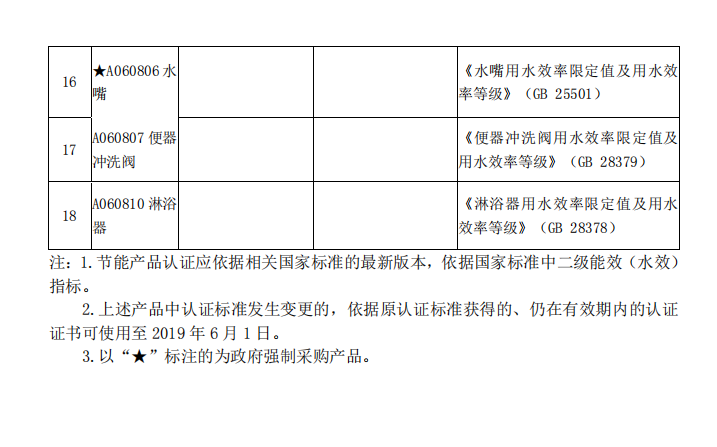 16
★A060806 水
嘴
《水嘴用水效率限定值及用水效
率等级》（GB 25501）
17
A060807 便器
冲洗阀
《便器冲洗阀用水效率限定值及
用水效率等级》（GB 28379）
18
A060810 淋浴
器
《淋浴器用水效率限定值及用水
效率等级》（GB 28378）
注：1.节能产品认证应依据相关国家标准的最新版本，依据国家标准中二级能效（水效）
指标。
2.上述产品中认证标准发生变更的，依据原认证标准获得的、仍在有效期内的认证
证书可使用至 2019 年 6 月 1 日。
3.以“★”标注的为政府强制采购产品。